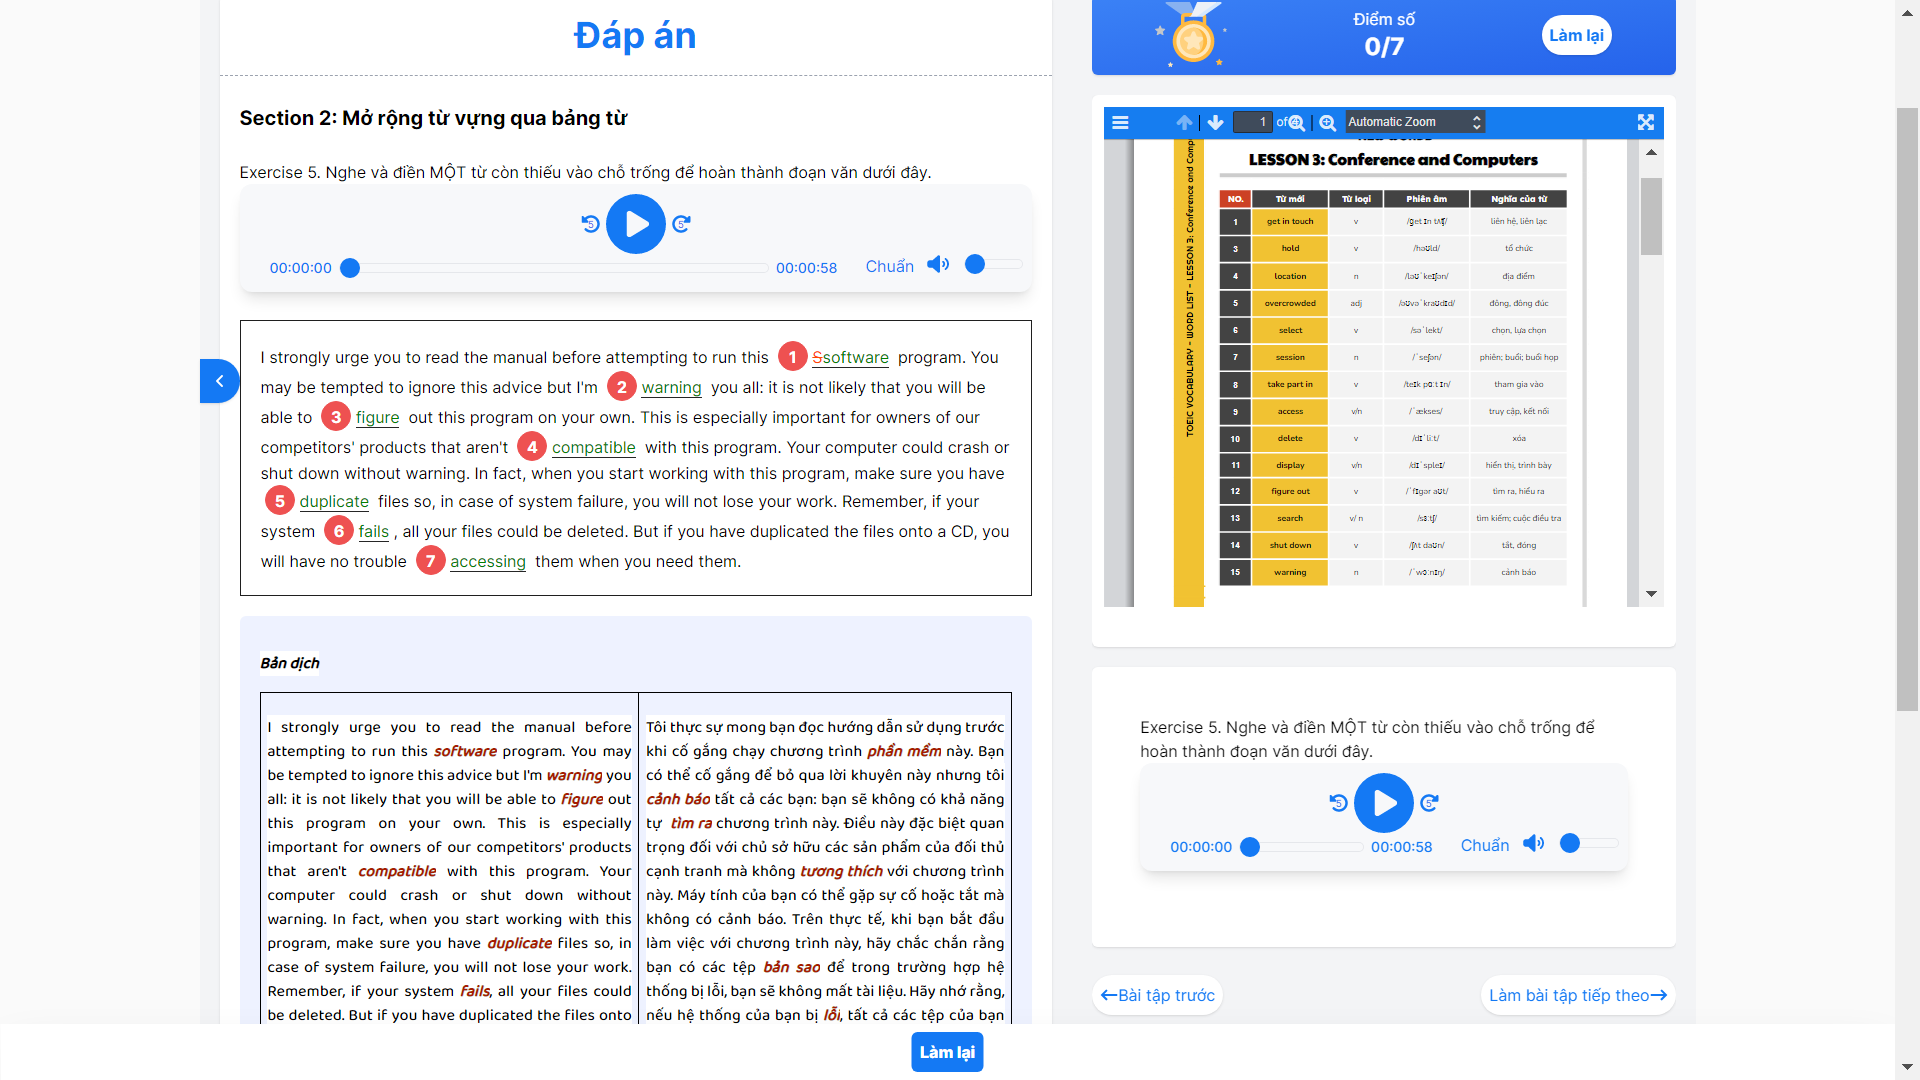 Đáp án
Section 2: Mở rộng từ vựng qua bảng từ
Exercise 5. Nghe và điền MỘT từ còn thiếu vào chỗ trống để hoàn thành đoạn văn dưới đây.
5
5
00:00:00
00:00:58
Chuẩn
I strongly urge you to read the manual before attempting to run this 1 Ssoftware program. You
may be tempted to ignore this advice but I'm 2 warning you all: it is not likely that you will be
able to 3 figure out this program on your own. This is especially important for owners of our
competitors' products that aren't 4 compatible with this program. Your computer could crash or
shut down without warning. In fact, when you start working with this program, make sure you have
5 duplicate files so, in case of system failure, you will not lose your work. Remember, if your
system 6 fails , all your files could be deleted. But if you have duplicated the files onto a CD, you
will have no trouble 7 accessing them when you need them.
Bản dịch
I strongly urge you to read the manual before
attempting to run this software program. You may
be tempted to ignore this advice but I'm warning you
all: it is not likely that you will be able to figure out
this program on your own. This is especially
important for owners of our competitors' products
that aren't compatible with this program. Your
computer could crash or shut down without
warning. In fact, when you start working with this
program, make sure you have duplicate files so, in
case of system failure, you will not lose your work.
Remember, if your system fails, all your files could
be deleted. But if you have duplicated the files onto
Tôi thực sự mong bạn đọc hướng dẫn sử dụng trước
khi cố gắng chạy chương trình phần mềm này. Bạn
có thể cố gắng để bỏ qua lời khuyên này nhưng tôi
cảnh báo tất cả các bạn: bạn sẽ không có khả năng
tự tìm ra chương trình này. Điều này đặc biệt quan
trọng đối với chủ sở hữu các sản phẩm của đối thủ
cạnh tranh mà không tương thích với chương trình
này. Máy tính của bạn có thể gặp sự cố hoặc tắt mà
không có cảnh báo. Trên thực tế, khi bạn bắt đầu
làm việc với chương trình này, hãy chắc chắn rằng
bạn có các tệp bản sao để trong trường hợp hệ
thống bị lỗi, bạn sẽ không mất tài liệu. Hãy nhớ rằng,
nếu hệ thống của bạn bị lỗi, tất cả các tệp của bạn
Làm lại
Điểm số
0/7
Làm lại
1 of
Automatic Zoom
TOEIC VOCABULARY - WORD LIST - LESSON 3: Conference and Comp
LESSON 3: Conference and Computers
NO. Từ mới Từ loại Phiên âm Nghĩa của từ
1 get in touch v /ɡet ɪn tʌʧ/ liên hệ, liên lạc
3 hold v /həʊld/ tổ chức
4 location n /ləʊˈkeɪʃən/ địa điểm
5 overcrowded adj /əʊvəˈkraʊdɪd/ đông, đông đúc
6 select v /səˈlekt/ chọn, lựa chọn
7 session n /ˈseʃən/ phiên; buổi; buổi họp
8 take part in v /teɪk pɑːt ɪn/ tham gia vào
9 access v/n /ˈækses/ truy cập, kết nối
10 delete v /dɪˈliːt/ xóa
11 display v/n /dɪˈspleɪ/ hiển thị, trình bày
12 figure out v /ˈfɪɡər aʊt/ tìm ra, hiểu ra
13 search v/ n /sɜːtʃ/ tìm kiếm; cuộc điều tra
14 shut down v /ʃʌt daʊn/ tắt, đóng
15 warning n /ˈwɔːnɪŋ/ cảnh báo
Exercise 5. Nghe và điền MỘT từ còn thiếu vào chỗ trống để
hoàn thành đoạn văn dưới đây.
5
5
00:00:00
00:00:58
Chuẩn
Bài tập trước
Làm bài tập tiếp theo